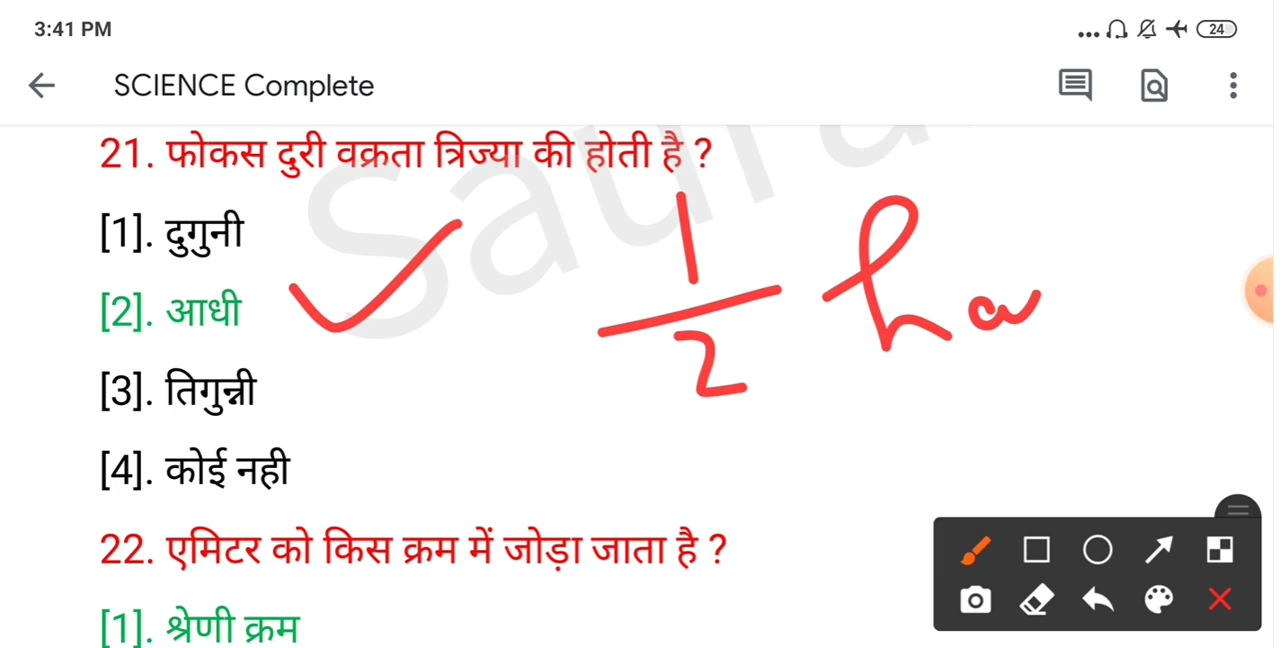 3:41 PM
24
SCIENCE Complete
21. फोकस दुरी वक्रता त्रिज्या की होती है ?
[1]. दुगुनी
[2]. आधी
[3]. तिगुन्नी
[4]. कोई नही
1
2
ha
22. एमिटर को किस क्रम में जोड़ा जाता है ?
[1]. श्रेणी क्रम